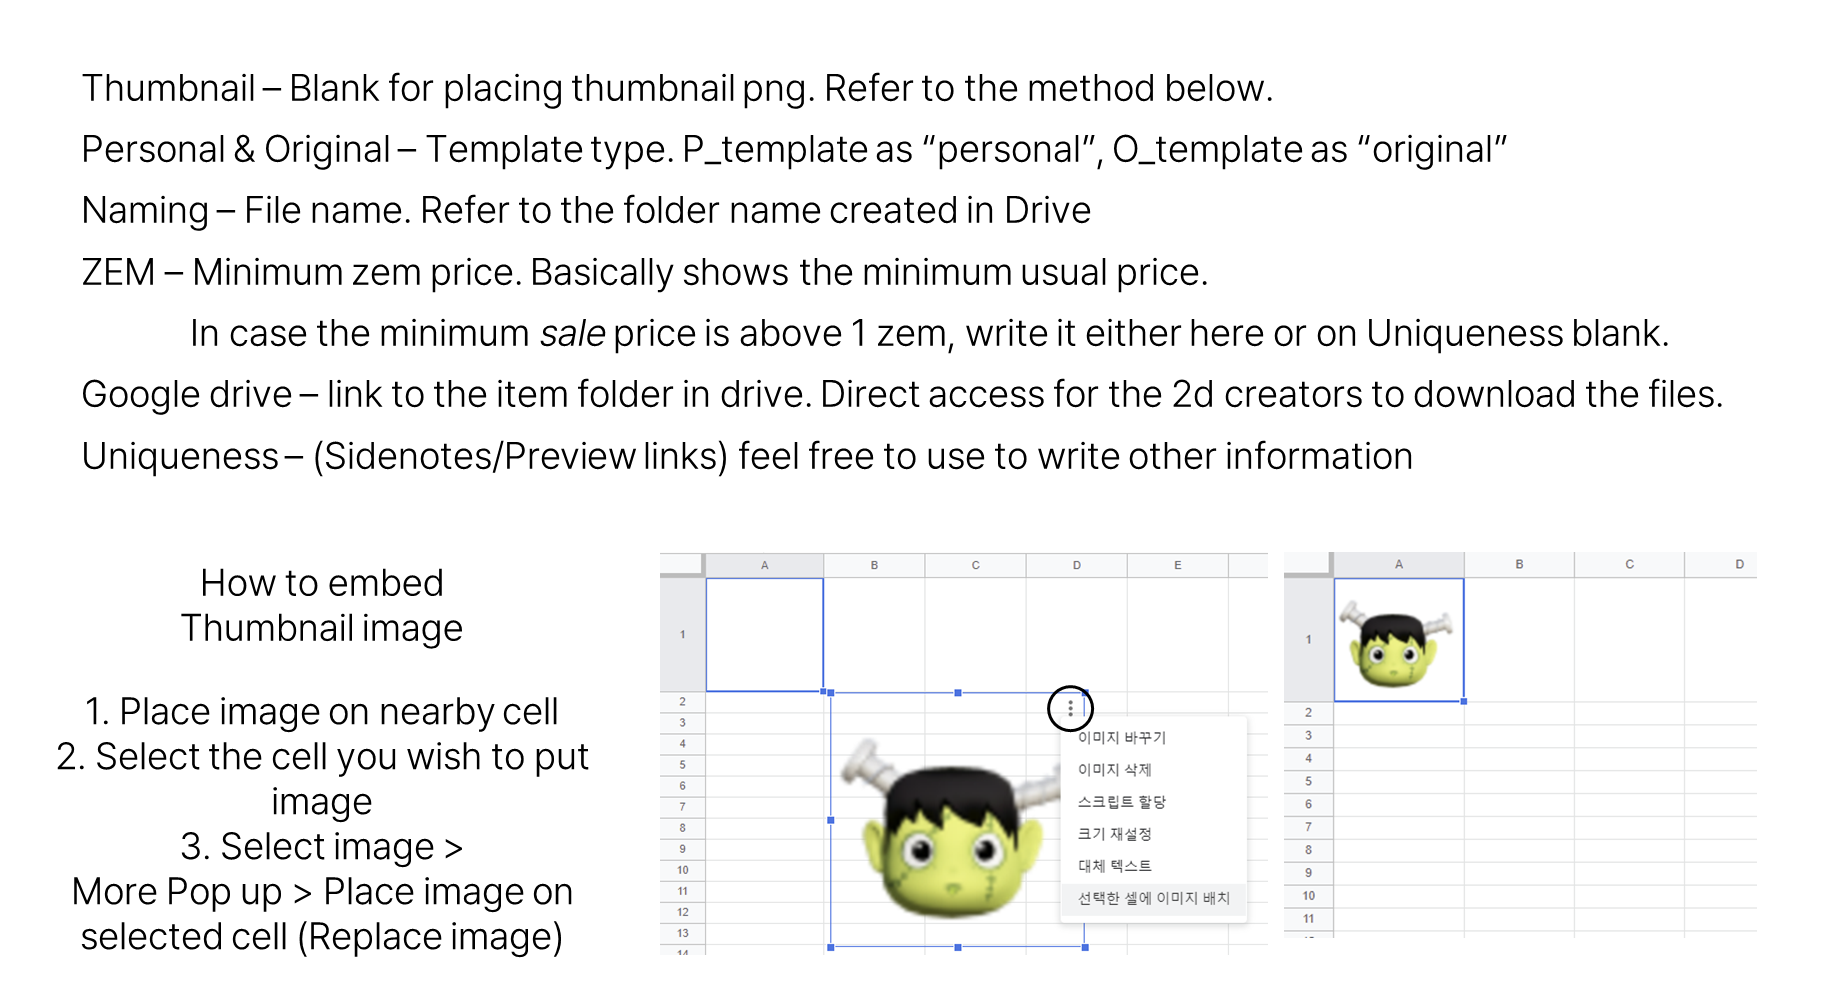 Thumbnail – Blank for placing thumbnail png. Refer to the method below.
Personal & Original – Template type. P_template as “personal”, O_template as “original”
Naming – File name. Refer to the folder name created in Drive
ZEM – Minimum zem price. Basically shows the minimum usual price.
In case the minimum sale price is above 1 zem, write it either here or on Uniqueness blank.
Google drive – link to the item folder in drive. Direct access for the 2d creators to download the files.
Uniqueness – (Sidenotes/Preview links) feel free to use to write other information
How to embed
Thumbnail image
1. Place image on nearby cell
2. Select the cell you wish to put
image
3. Select image >
More Pop up > Place image on
selected cell (Replace image)
A B C D E
1
2
3
4
5
6
7
8
9
10
11
12
13
14
이미지 바꾸기
이미지 삭제
스크립트 할당
크기 재설정
대체 텍스트
선택한 셀에 이미지 배치
A B C D
1
2
3
4
5
6
7
8
9
10
11